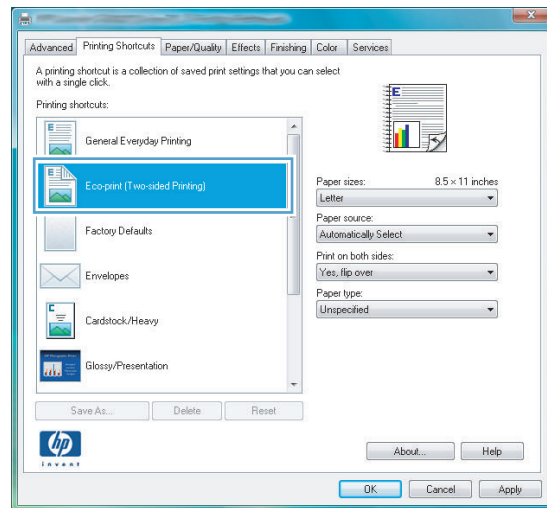 Advanced Printing Shortcuts Paper/Quality Effects Finishing Color Services
A printing shortcut is a collection of saved print settings that you can select
with a single click.
Printing shortcuts:
E
General Everyday Printing
E
Eco-print (Two-sided Printing)
Factory Defaults
Envelopes
C
Cardstock/Heavy
Glossy/Presentation
E
Paper sizes: 8.5 × 11 inches
Letter
Paper source:
Automatically Select
Print on both sides:
Yes, flip over
Paper type:
Unspecified
Save As... Delete Reset
hp
invent
About... Help
OK Cancel Apply